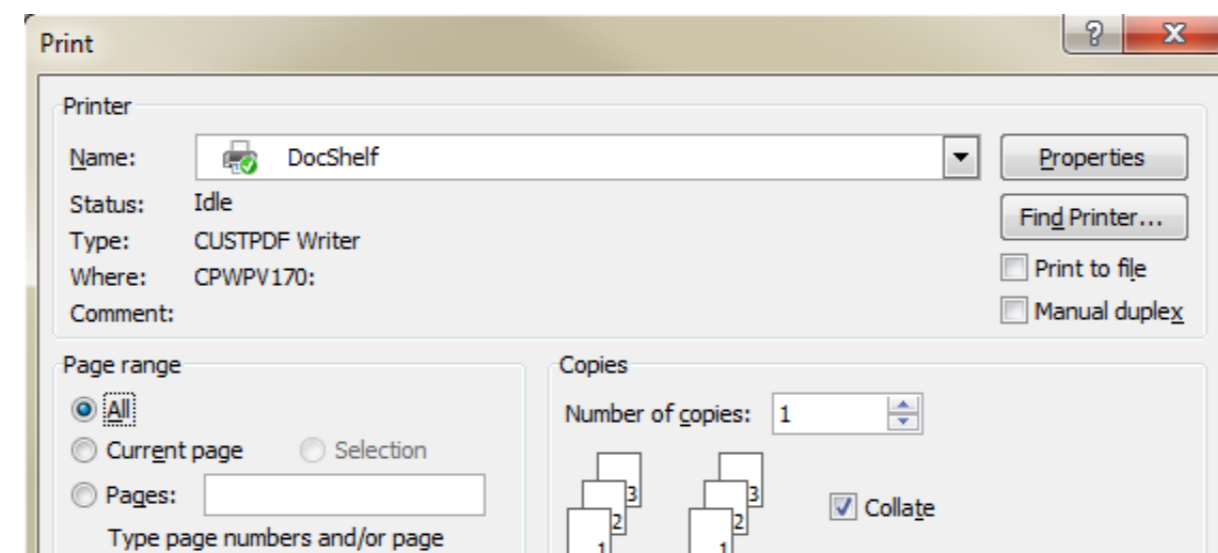 Print
Printer
Name: DocShelf Properties
Status: Idle Find Printer...
Type: CUSTPDF Writer
Where: CPWPV170: Print to file
Comment: Manual duplex
Page range Copies
All Number of copies: 1
Current page Selection
Pages: 3 3 Collate
2 2
Type page numbers and/or page 1 1